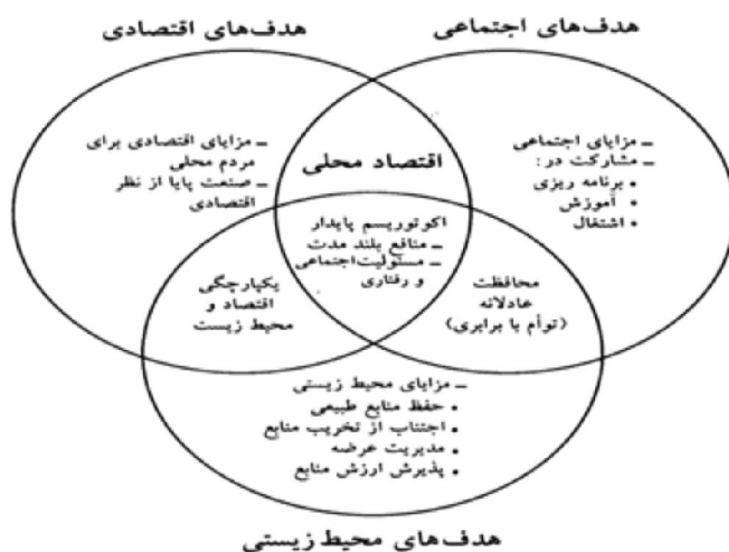 هدف‌های اجتماعی
هدف‌های اقتصادی
ـ مزایای اجتماعی
ـ مشارکت در:
• برنامه ریزی
• آموزش
• اشتغال
اقتصاد محلی
ـ مزایای اقتصادی برای
مردم محلی
ـ صنعت پایا از نظر
اقتصادی
اکوتوریسم پایدار
ـ منافع بلند مدت
ـ مسئولیت اجتماعی
و رفتاری
محافظت
عادلانه
(توأم با برابری)
یکپارچگی
اقتصاد و
محیط زیست
ـ مزایای محیط زیستی
• حفظ منابع طبیعی
• اجتناب از تخریب منابع
• مدیریت عرضه
• پذیرش ارزش منابع
هدف‌های محیط زیستی